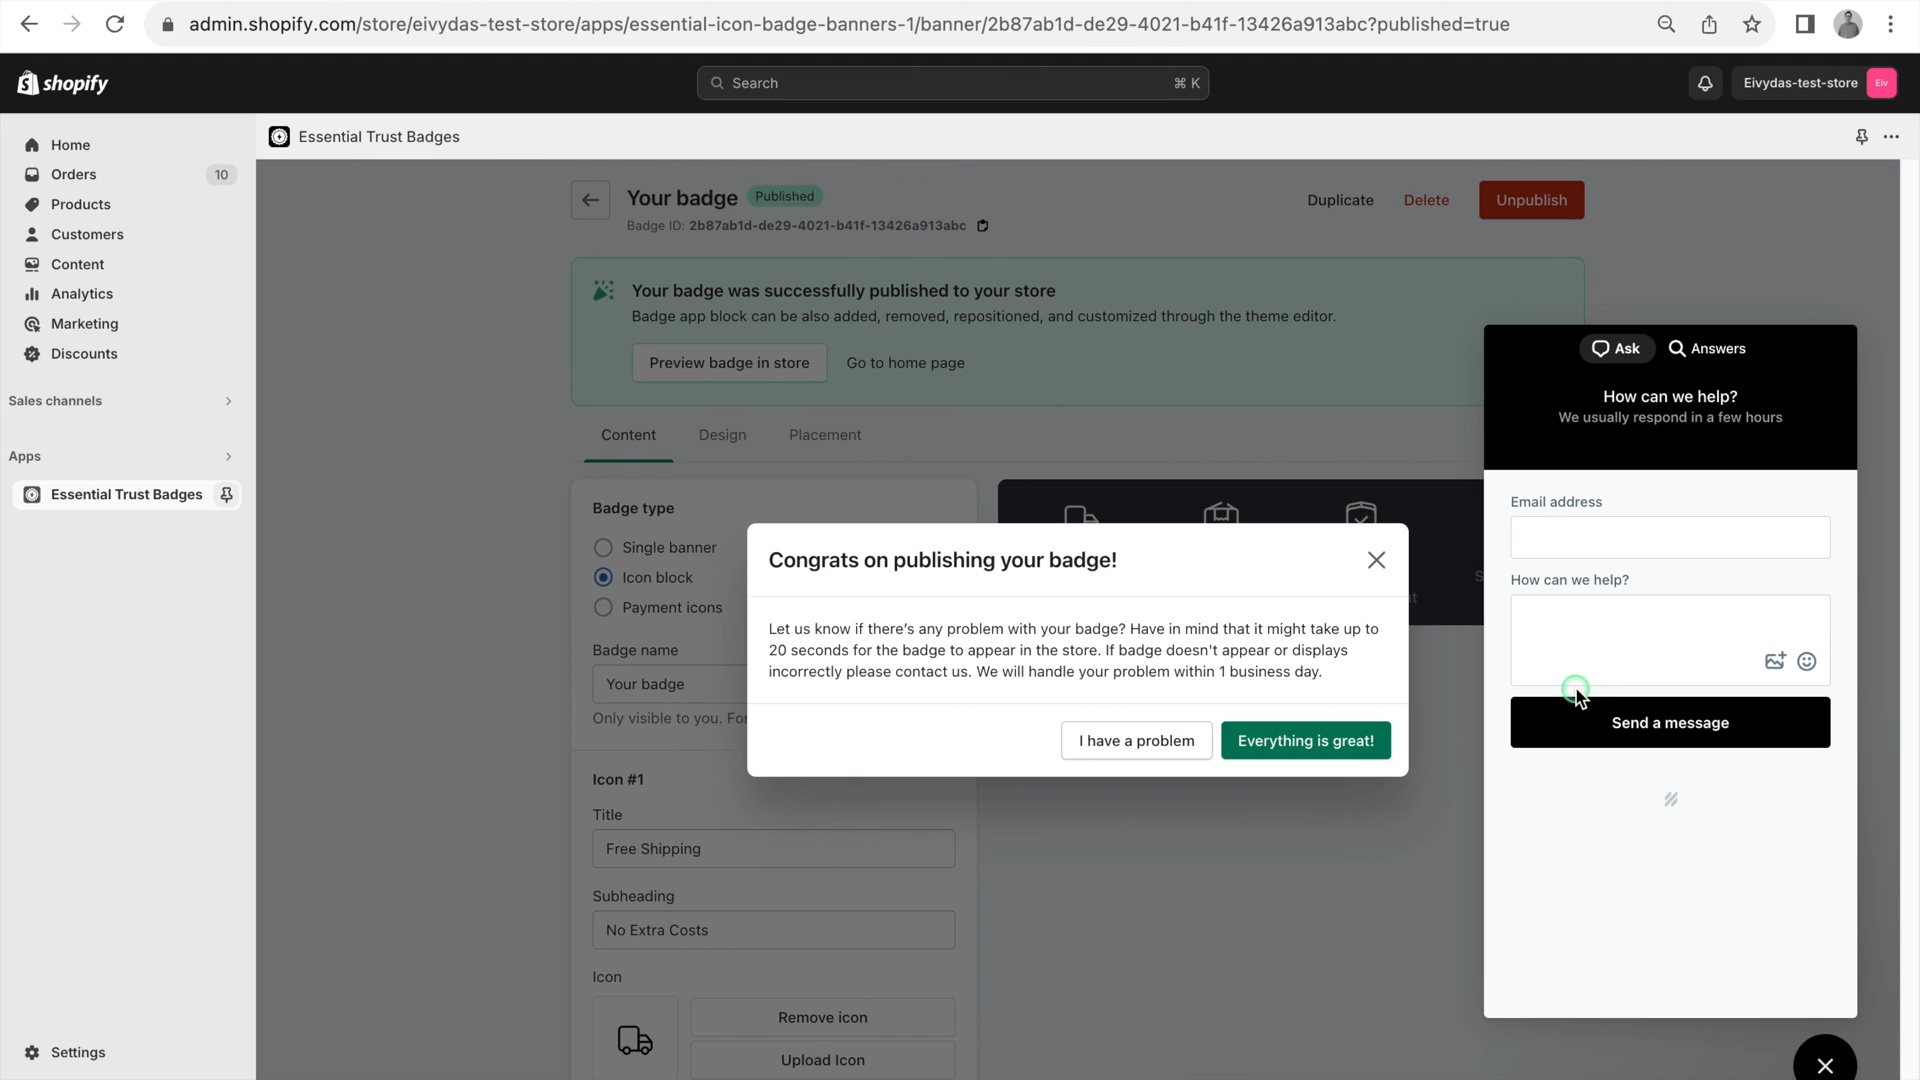 admin.shopify.com/store/eivydas-test-store/apps/essential-icon-badge-banners-1/banner/2b87ab1d-de29-4021-b41f-13426a913abc?published=true
shopify
Search
⌘ K
Eivydas-test-store
Eiv
Home
Orders
10
Products
Customers
Content
Analytics
Marketing
Discounts
Sales channels
Apps
Essential Trust Badges
Settings
Essential Trust Badges
Your badge
Published
Badge ID: 2b87ab1d-de29-4021-b41f-13426a913abc
Duplicate
Delete
Unpublish
Your badge was successfully published to your store
Badge app block can be also added, removed, repositioned, and customized through the theme editor.
Preview badge in store
Go to home page
Content
Design
Placement
Badge type
Single banner
Icon block
Payment icons
Badge name
Your badge
Only visible to you. For
Icon #1
Title
Free Shipping
Subheading
No Extra Costs
Icon
Remove icon
Upload Icon
Congrats on publishing your badge!
Let us know if there's any problem with your badge? Have in mind that it might take up to
20 seconds for the badge to appear in the store. If badge doesn't appear or displays
incorrectly please contact us. We will handle your problem within 1 business day.
I have a problem
Everything is great!
Ask
Answers
How can we help?
We usually respond in a few hours
Email address
How can we help?
Send a message